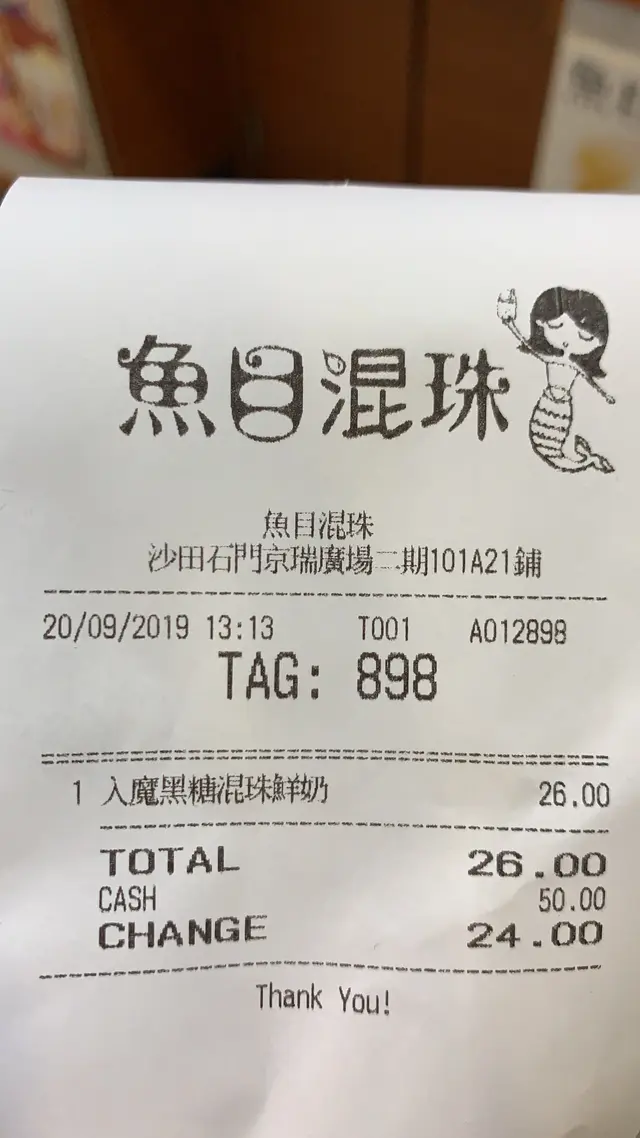 魚目混珠
魚目混珠
沙田石門京瑞廣場二期101A21鋪
20/09/2019 13:13 T001 A012898
TAG: 898
1 入魔黑糖混珠鮮奶 26.00
TOTAL 26.00
CASH 50.00
CHANGE 24.00
Thank You!